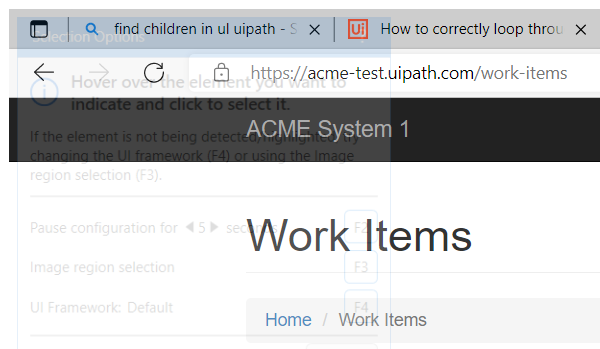 find children in ul uipath - S
How to correctly loop throu
Selection Options
https://acme-test.uipath.com/work-items
Hover over the element you want to
indicate and click to select it.
ACME System 1
If the element is not being detected/highlighted, try
changing the UI framework (F4) or using the Image
region selection (F3).
Pause configuration for 5 seconds F2
Work Items
Image region selection F3
UI Framework: Default F4
Home / Work Items